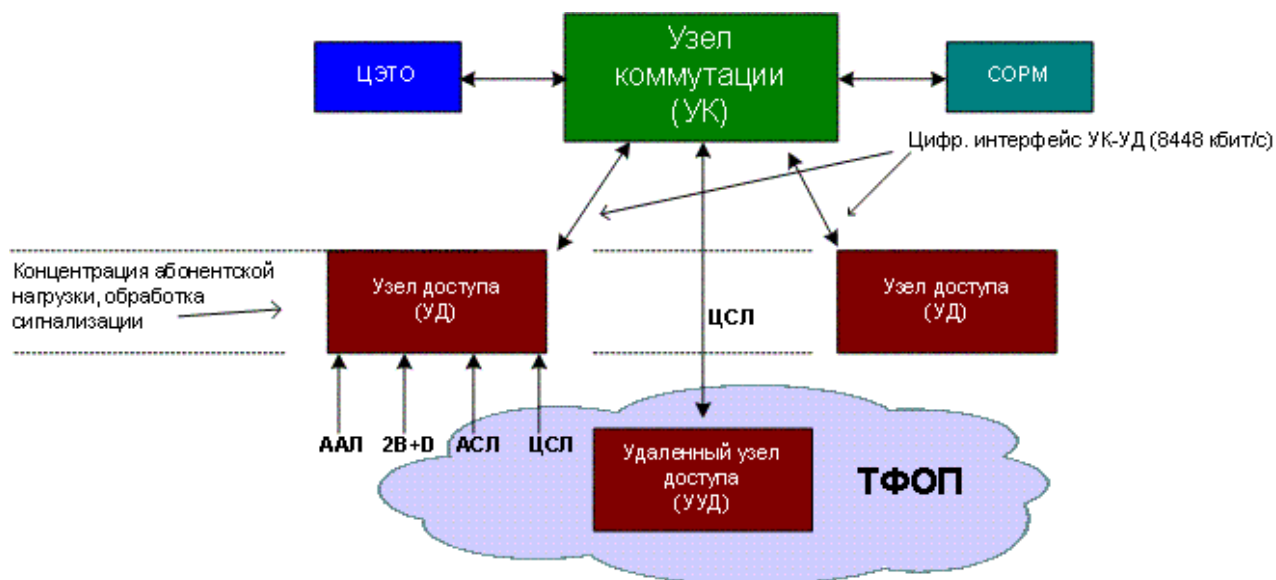 ЦЭТО
Узел
коммутации
(УК)
СОРМ
Цифр. интерфейс УК-УД (8448 кбит/с)
Концентрация абонентской
нагрузки, обработка
сигнализации
Узел доступа
(УД)
ЦСЛ
Узел доступа
(УД)
ААЛ
2B+D
АСЛ
ЦСЛ
Удаленный узел
доступа
(УУД)
ТФОП